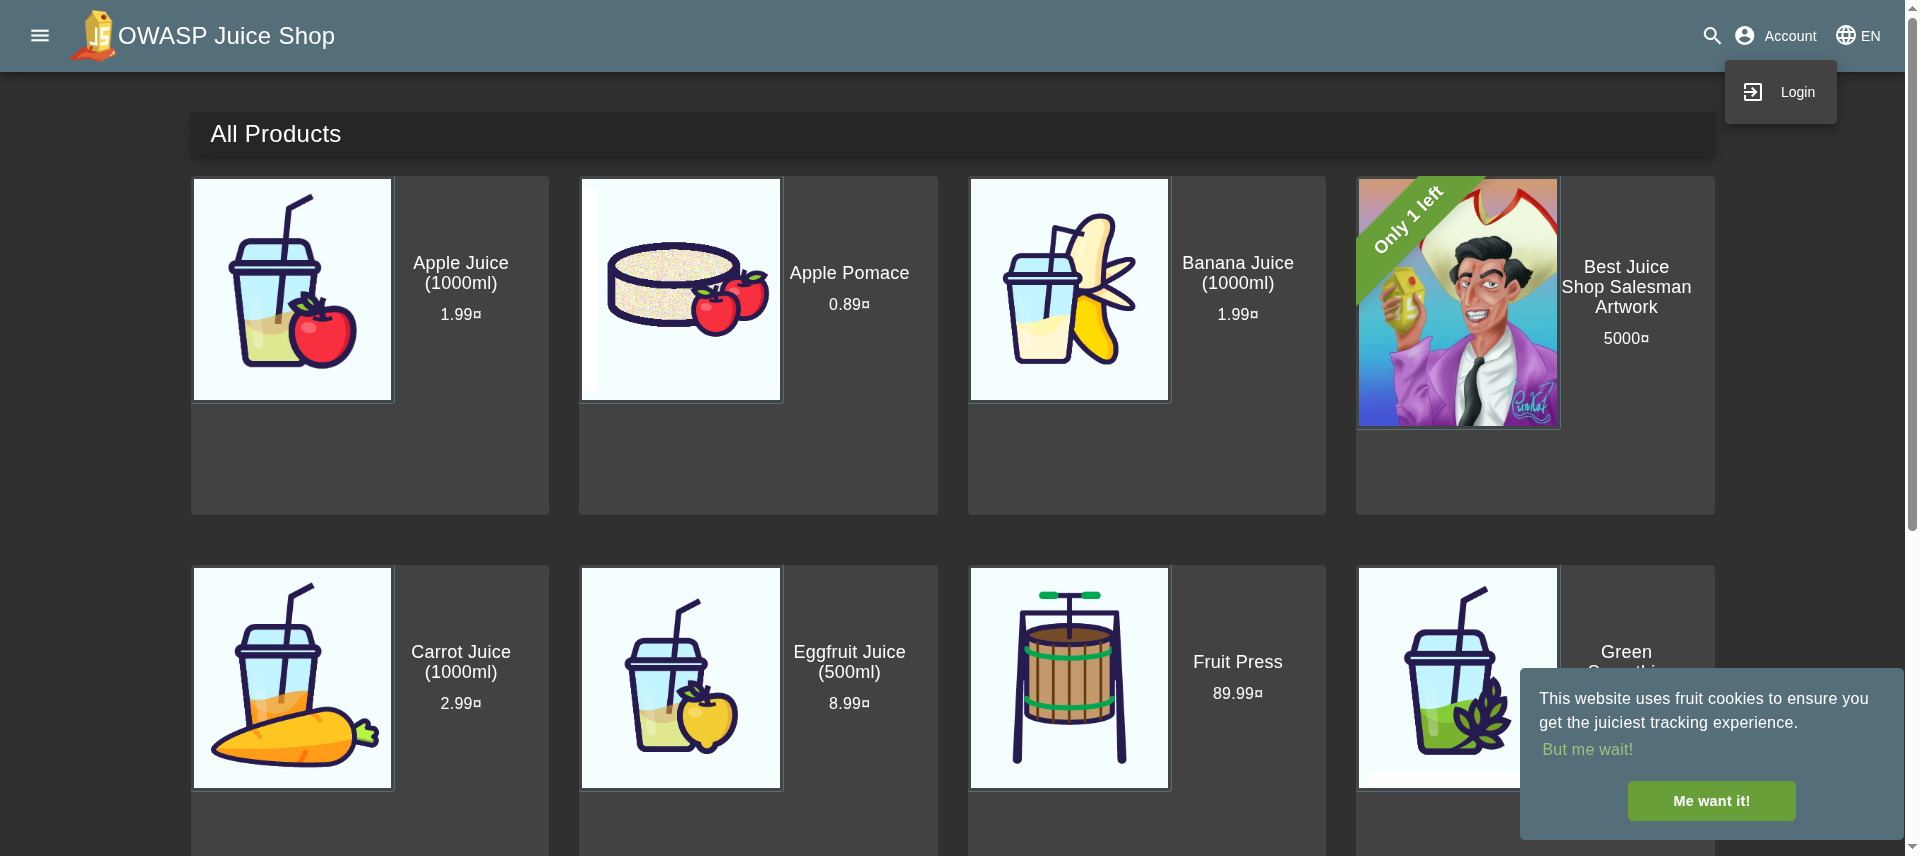 OWASP Juice Shop
Account
EN
Login
All Products
Only 1 left
Apple Juice
(1000ml)
1.99¤
Apple Pomace
0.89¤
Banana Juice
(1000ml)
1.99¤
Best Juice
Shop Salesman
Artwork
5000¤
Carrot Juice
(1000ml)
2.99¤
Eggfruit Juice
(500ml)
8.99¤
Fruit Press
89.99¤
Green
This website uses fruit cookies to ensure you
get the juiciest tracking experience.
But me wait!
Me want it!